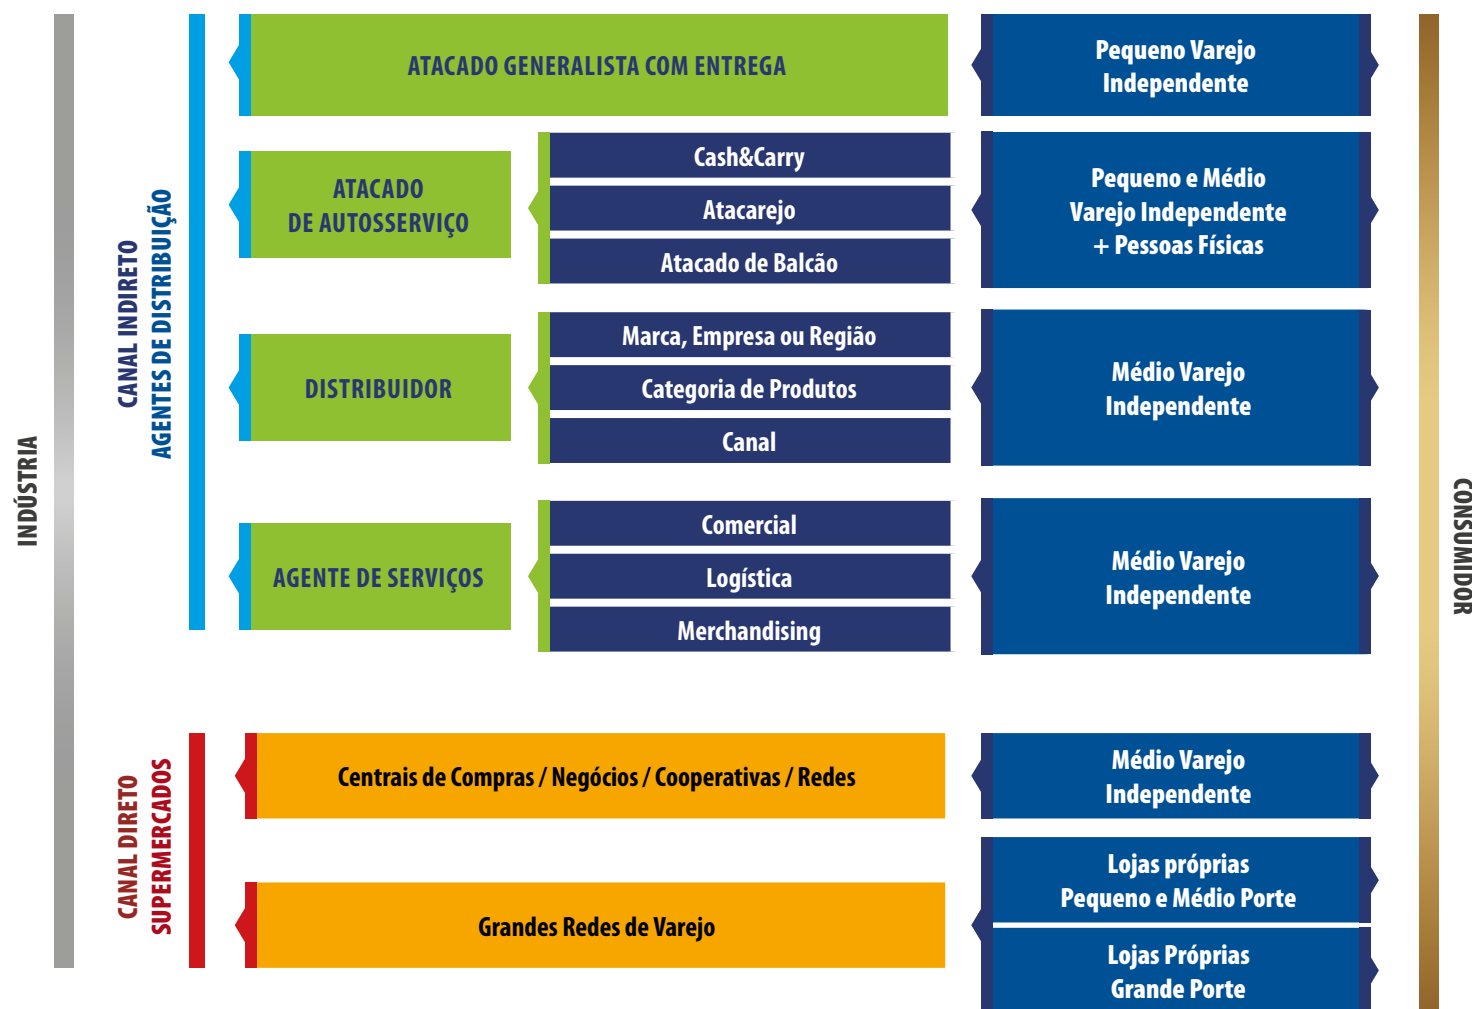 INDÚSTRIA
CANAL INDIRETO
AGENTES DE DISTRIBUIÇÃO
ATACADO GENERALISTA COM ENTREGA
Pequeno Varejo
Independente
ATACADO
DE AUTOSSERVIÇO
Cash&Carry
Atacarejo
Atacado de Balcão
Pequeno e Médio
Varejo Independente
+ Pessoas Físicas
DISTRIBUIDOR
Marca, Empresa ou Região
Categoria de Produtos
Canal
Médio Varejo
Independente
AGENTE DE SERVIÇOS
Comercial
Logística
Merchandising
Médio Varejo
Independente
CANAL DIRETO
SUPERMERCADOS
Centrais de Compras / Negócios / Cooperativas / Redes
Médio Varejo
Independente
Grandes Redes de Varejo
Lojas próprias
Pequeno e Médio Porte
Lojas Próprias
Grande Porte
CONSUMIDOR